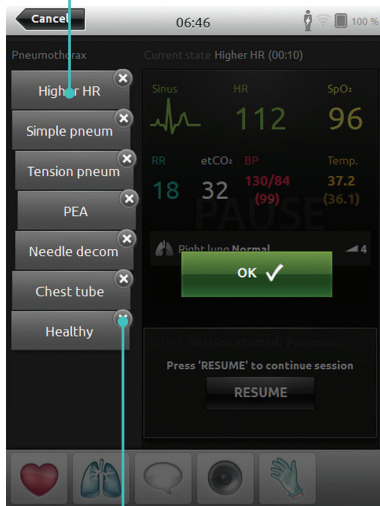 Cancel
06:46
100 %
Pneumothorax
Current state Higher HR (00:10)
Higher HR
Simple pneum
Tension pneum
PEA
Needle decom
Chest tube
Healthy
Sinus
HR
SpO₂
112
96
RR
etCO₂
BP
Temp.
18
32
130/84
(99)
37.2
(36.1)
PAUSE
Right lung Normal
4
OK
Press 'RESUME' to continue session
RESUME